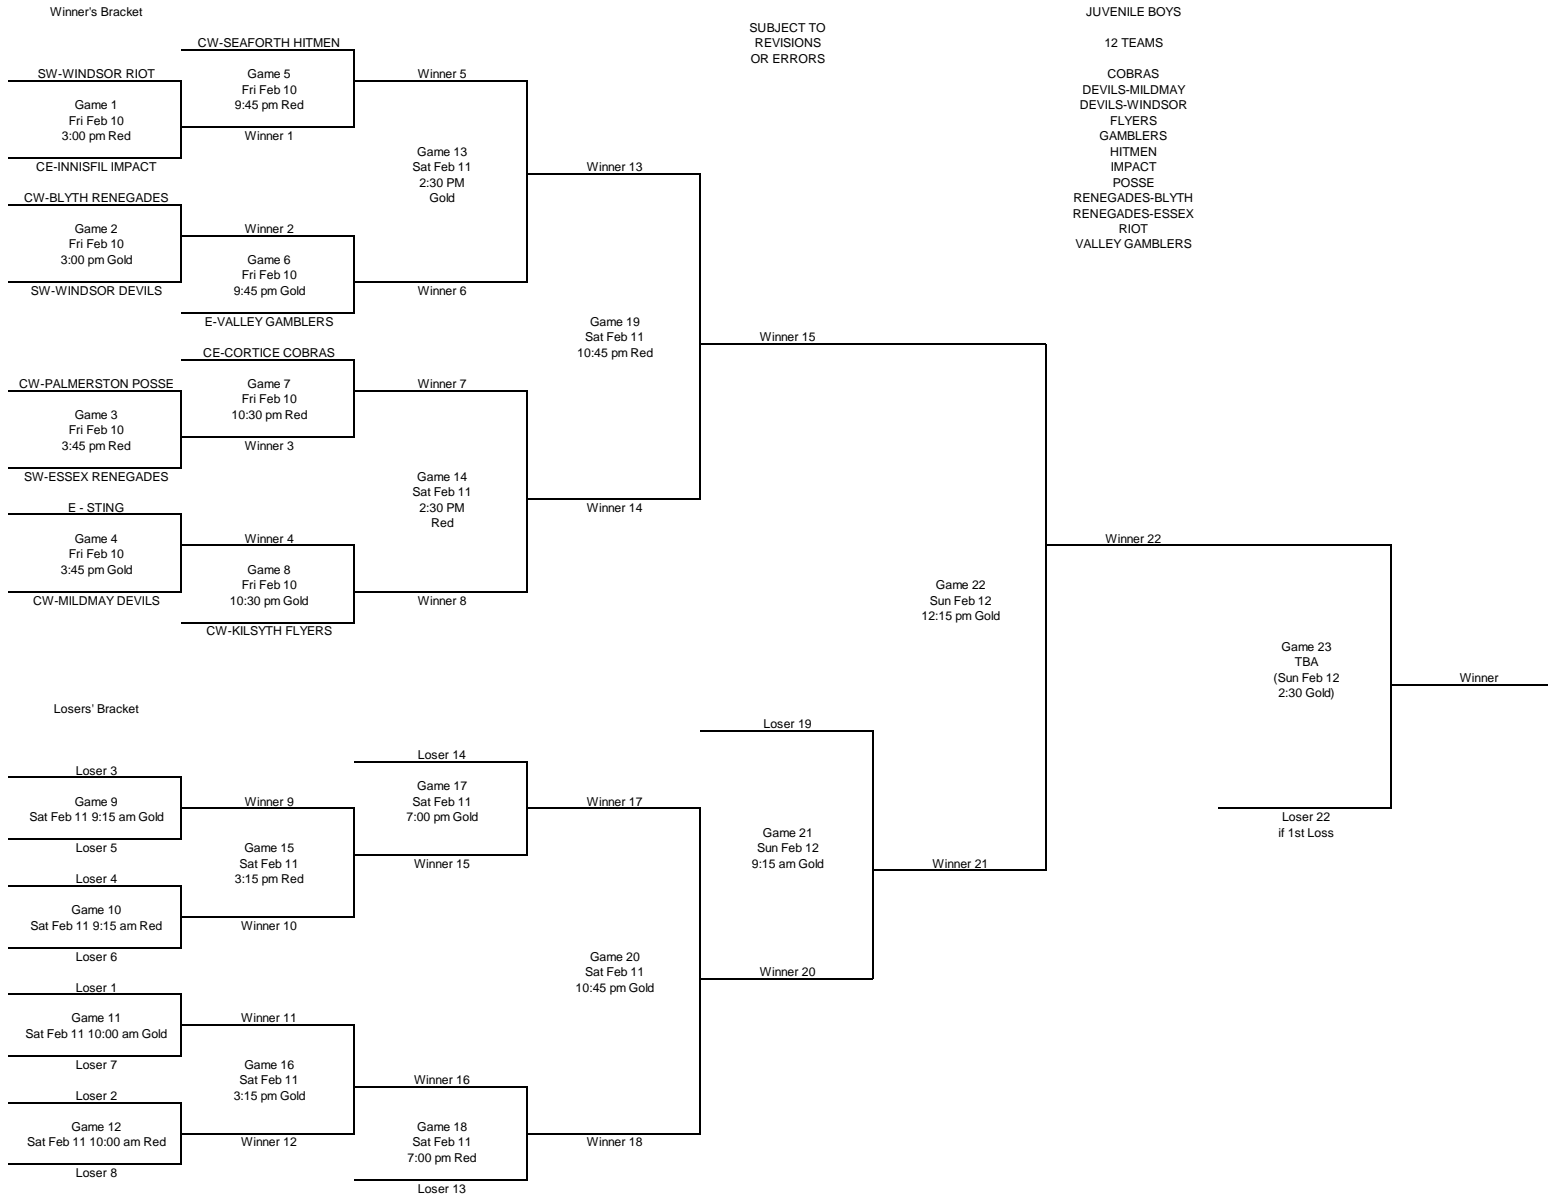 Winner's Bracket
CW-SEAFORTH HITMEN
SW-WINDSOR RIOT
Game 5
Fri Feb 10
9:45 pm Red
Winner 5
Game 1
Fri Feb 10
3:00 pm Red
Winner 1
CE-INNISFIL IMPACT
Game 13
Sat Feb 11
2:30 PM
Gold
Winner 13
CW-BLYTH RENEGADES
Game 2
Fri Feb 10
3:00 pm Gold
Winner 2
Game 6
Fri Feb 10
9:45 pm Gold
SW-WINDSOR DEVILS
Winner 6
E-VALLEY GAMBLERS
Game 19
Sat Feb 11
10:45 pm Red
Winner 15
CE-CORTICE COBRAS
CW-PALMERSTON POSSE
Game 7
Fri Feb 10
10:30 pm Red
Winner 7
Game 3
Fri Feb 10
3:45 pm Red
Winner 3
SW-ESSEX RENEGADES
Game 14
Sat Feb 11
2:30 PM
Red
Winner 14
E - STING
Game 4
Fri Feb 10
3:45 pm Gold
Winner 4
Game 8
Fri Feb 10
10:30 pm Gold
CW-MILDMAY DEVILS
Winner 8
CW-KILSYTH FLYERS
Game 22
Sun Feb 12
12:15 pm Gold
Winner 22
Game 23
TBA
(Sun Feb 12
2:30 Gold)
Winner
Loser 22
if 1st Loss
SUBJECT TO
REVISIONS
OR ERRORS
JUVENILE BOYS
12 TEAMS
COBRAS
DEVILS-MILDMAY
DEVILS-WINDSOR
FLYERS
GAMBLERS
HITMEN
IMPACT
POSSE
RENEGADES-BLYTH
RENEGADES-ESSEX
RIOT
VALLEY GAMBLERS
Losers' Bracket
Loser 3
Game 9
Sat Feb 11 9:15 am Gold
Loser 5
Winner 9
Loser 4
Game 10
Sat Feb 11 9:15 am Red
Loser 6
Game 15
Sat Feb 11
3:15 pm Red
Winner 10
Loser 14
Game 17
Sat Feb 11
7:00 pm Gold
Winner 15
Winner 17
Loser 1
Game 11
Sat Feb 11 10:00 am Gold
Loser 7
Winner 11
Game 16
Sat Feb 11
3:15 pm Gold
Loser 2
Game 12
Sat Feb 11 10:00 am Red
Loser 8
Winner 12
Winner 16
Game 18
Sat Feb 11
7:00 pm Red
Loser 13
Winner 18
Game 20
Sat Feb 11
10:45 pm Gold
Winner 20
Loser 19
Game 21
Sun Feb 12
9:15 am Gold
Winner 21